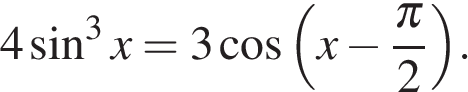 4 sin³ x = 3 cos(x − π/2).